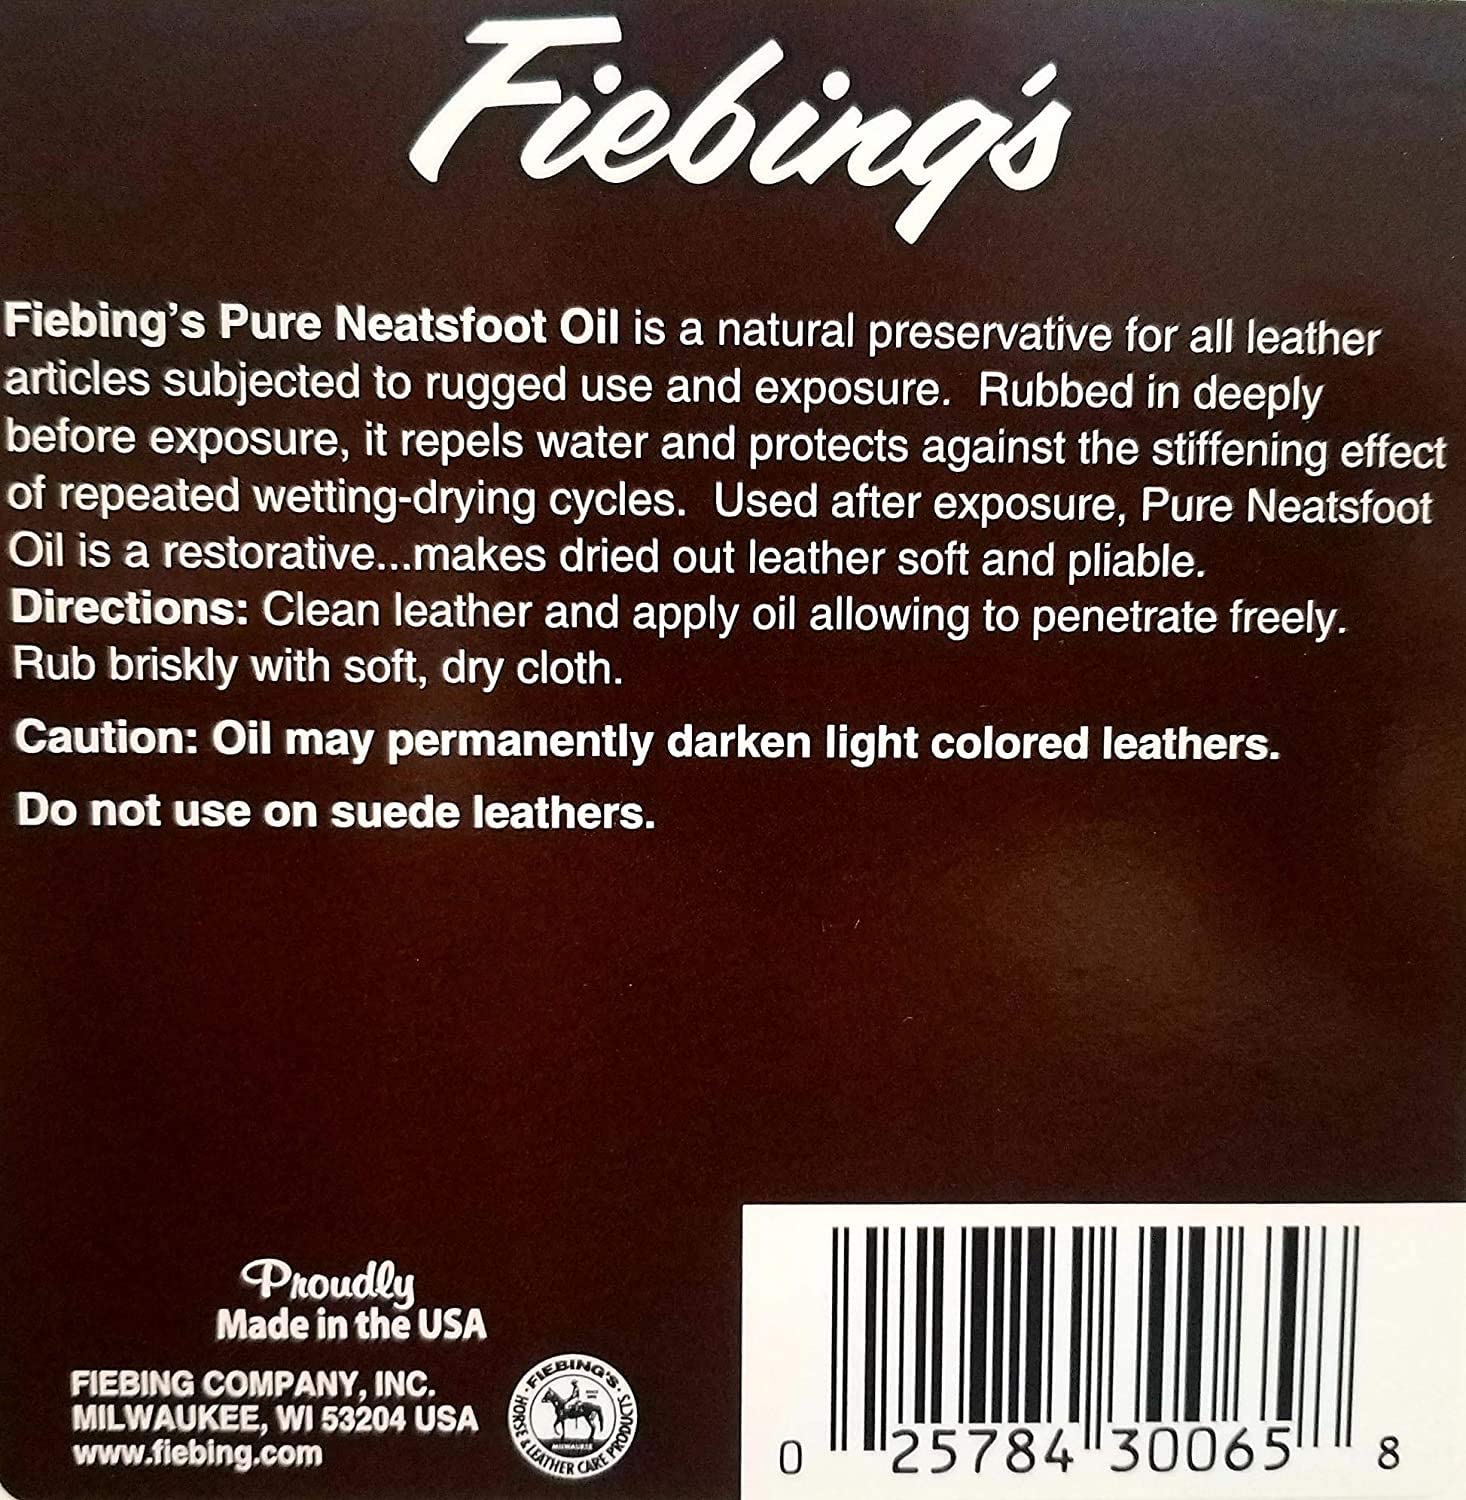 Fiebing's
Fiebing's Pure Neatsfoot Oil is a natural preservative for all leather
articles subjected to rugged use and exposure.  Rubbed in deeply
before exposure, it repels water and protects against the stiffening effect
of repeated wetting-drying cycles.  Used after exposure, Pure Neatsfoot
Oil is a restorative...makes dried out leather soft and pliable.
Directions: Clean leather and apply oil allowing to penetrate freely.
Rub briskly with soft, dry cloth.
Caution: Oil may permanently darken light colored leathers.
Do not use on suede leathers.
Proudly
Made in the USA
FIEBING COMPANY, INC.
MILWAUKEE, WI 53204 USA
www.fiebing.com
· FIEBING'S ·
HORSE & LEATHER CARE PRODUCTS
MILWAUKEE
0 25784 30065 8